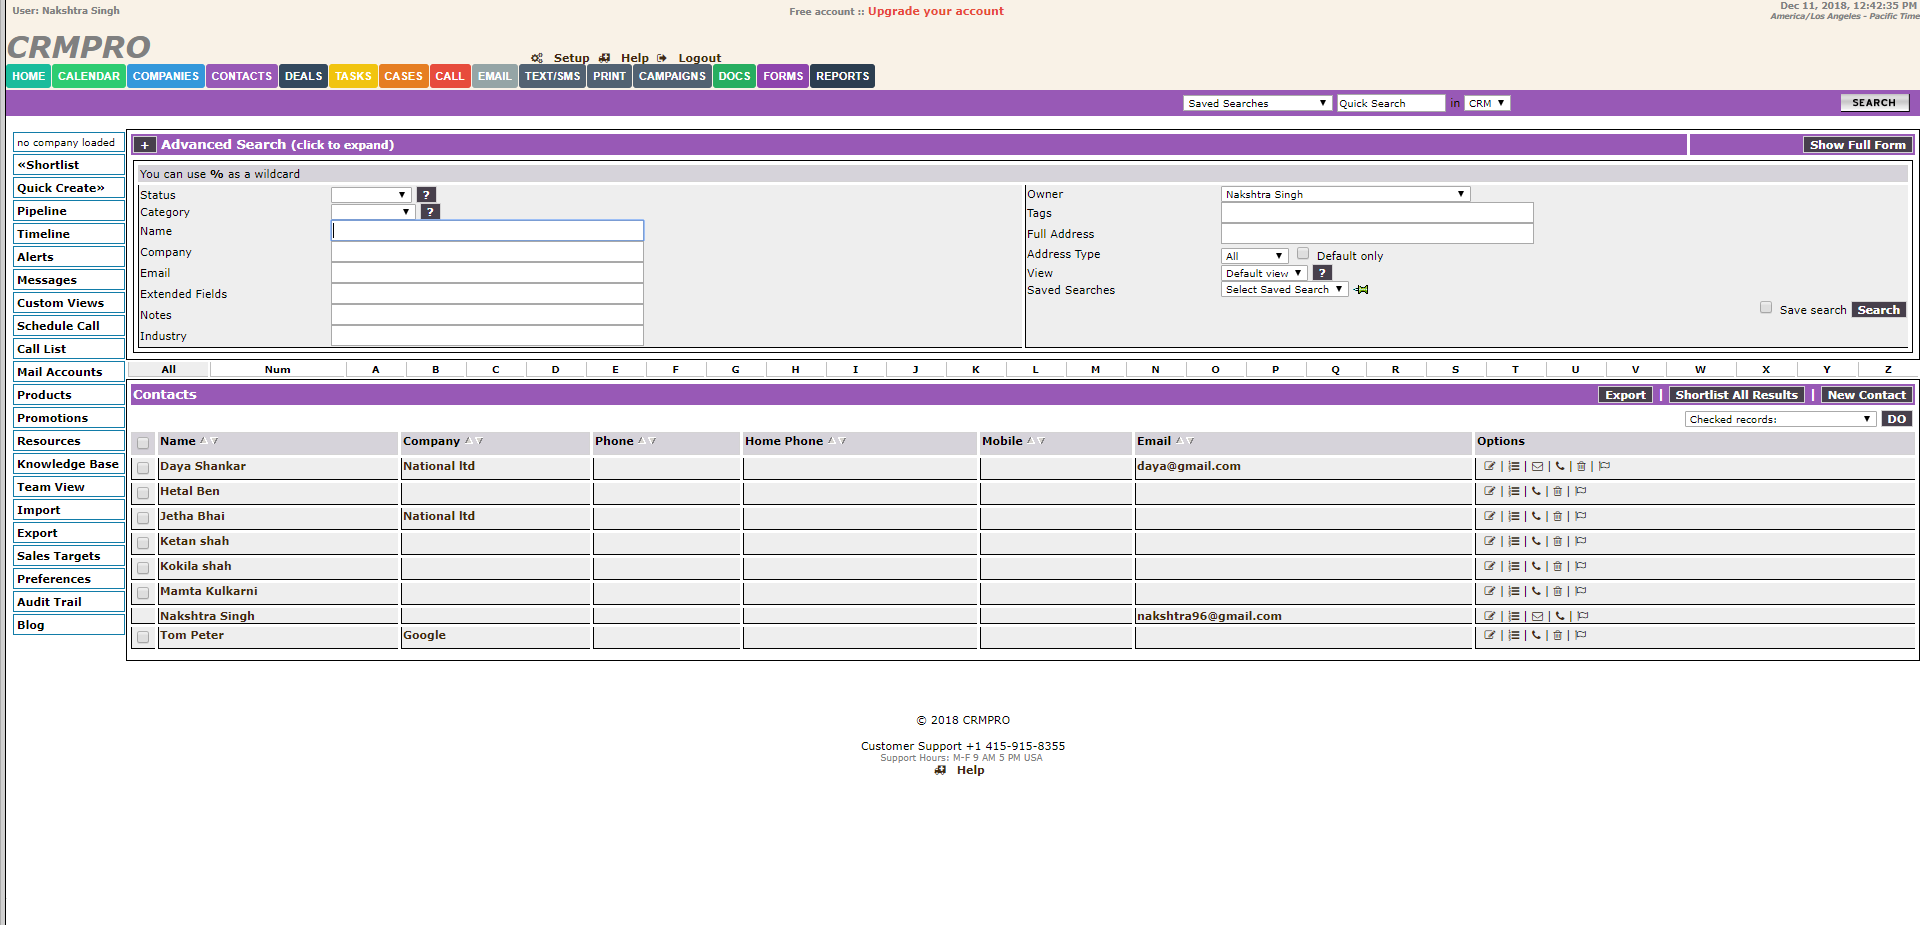 User: Nakshtra Singh
Free account :: Upgrade your account
Dec 11, 2018, 12:42:35 PM
America/Los Angeles - Pacific Time
CRMPRO
Setup Help Logout
HOME CALENDAR COMPANIES CONTACTS DEALS TASKS CASES CALL EMAIL TEXT/SMS PRINT CAMPAIGNS DOCS FORMS REPORTS
Saved Searches Quick Search in CRM SEARCH
no company loaded
«Shortlist
Quick Create»
Pipeline
Timeline
Alerts
Messages
Custom Views
Schedule Call
Call List
Mail Accounts
Products
Promotions
Resources
Knowledge Base
Team View
Import
Export
Sales Targets
Preferences
Audit Trail
Blog
+ Advanced Search (click to expand) Show Full Form
You can use % as a wildcard
Status ?
Category ?
Name
Company
Email
Extended Fields
Notes
Industry
Owner Nakshtra Singh
Tags
Full Address
Address Type All Default only
View Default view ?
Saved Searches Select Saved Search
Save search Search
All Num A B C D E F G H I J K L M N O P Q R S T U V W X Y Z
Contacts Export | Shortlist All Results | New Contact
Checked records: DO
Name Company Phone Home Phone Mobile Email Options
Daya Shankar National ltd daya@gmail.com
Hetal Ben
Jetha Bhai National ltd
Ketan shah
Kokila shah
Mamta Kulkarni
Nakshtra Singh nakshtra96@gmail.com
Tom Peter Google
© 2018 CRMPRO
Customer Support +1 415-915-8355
Support Hours: M-F 9 AM 5 PM USA
Help